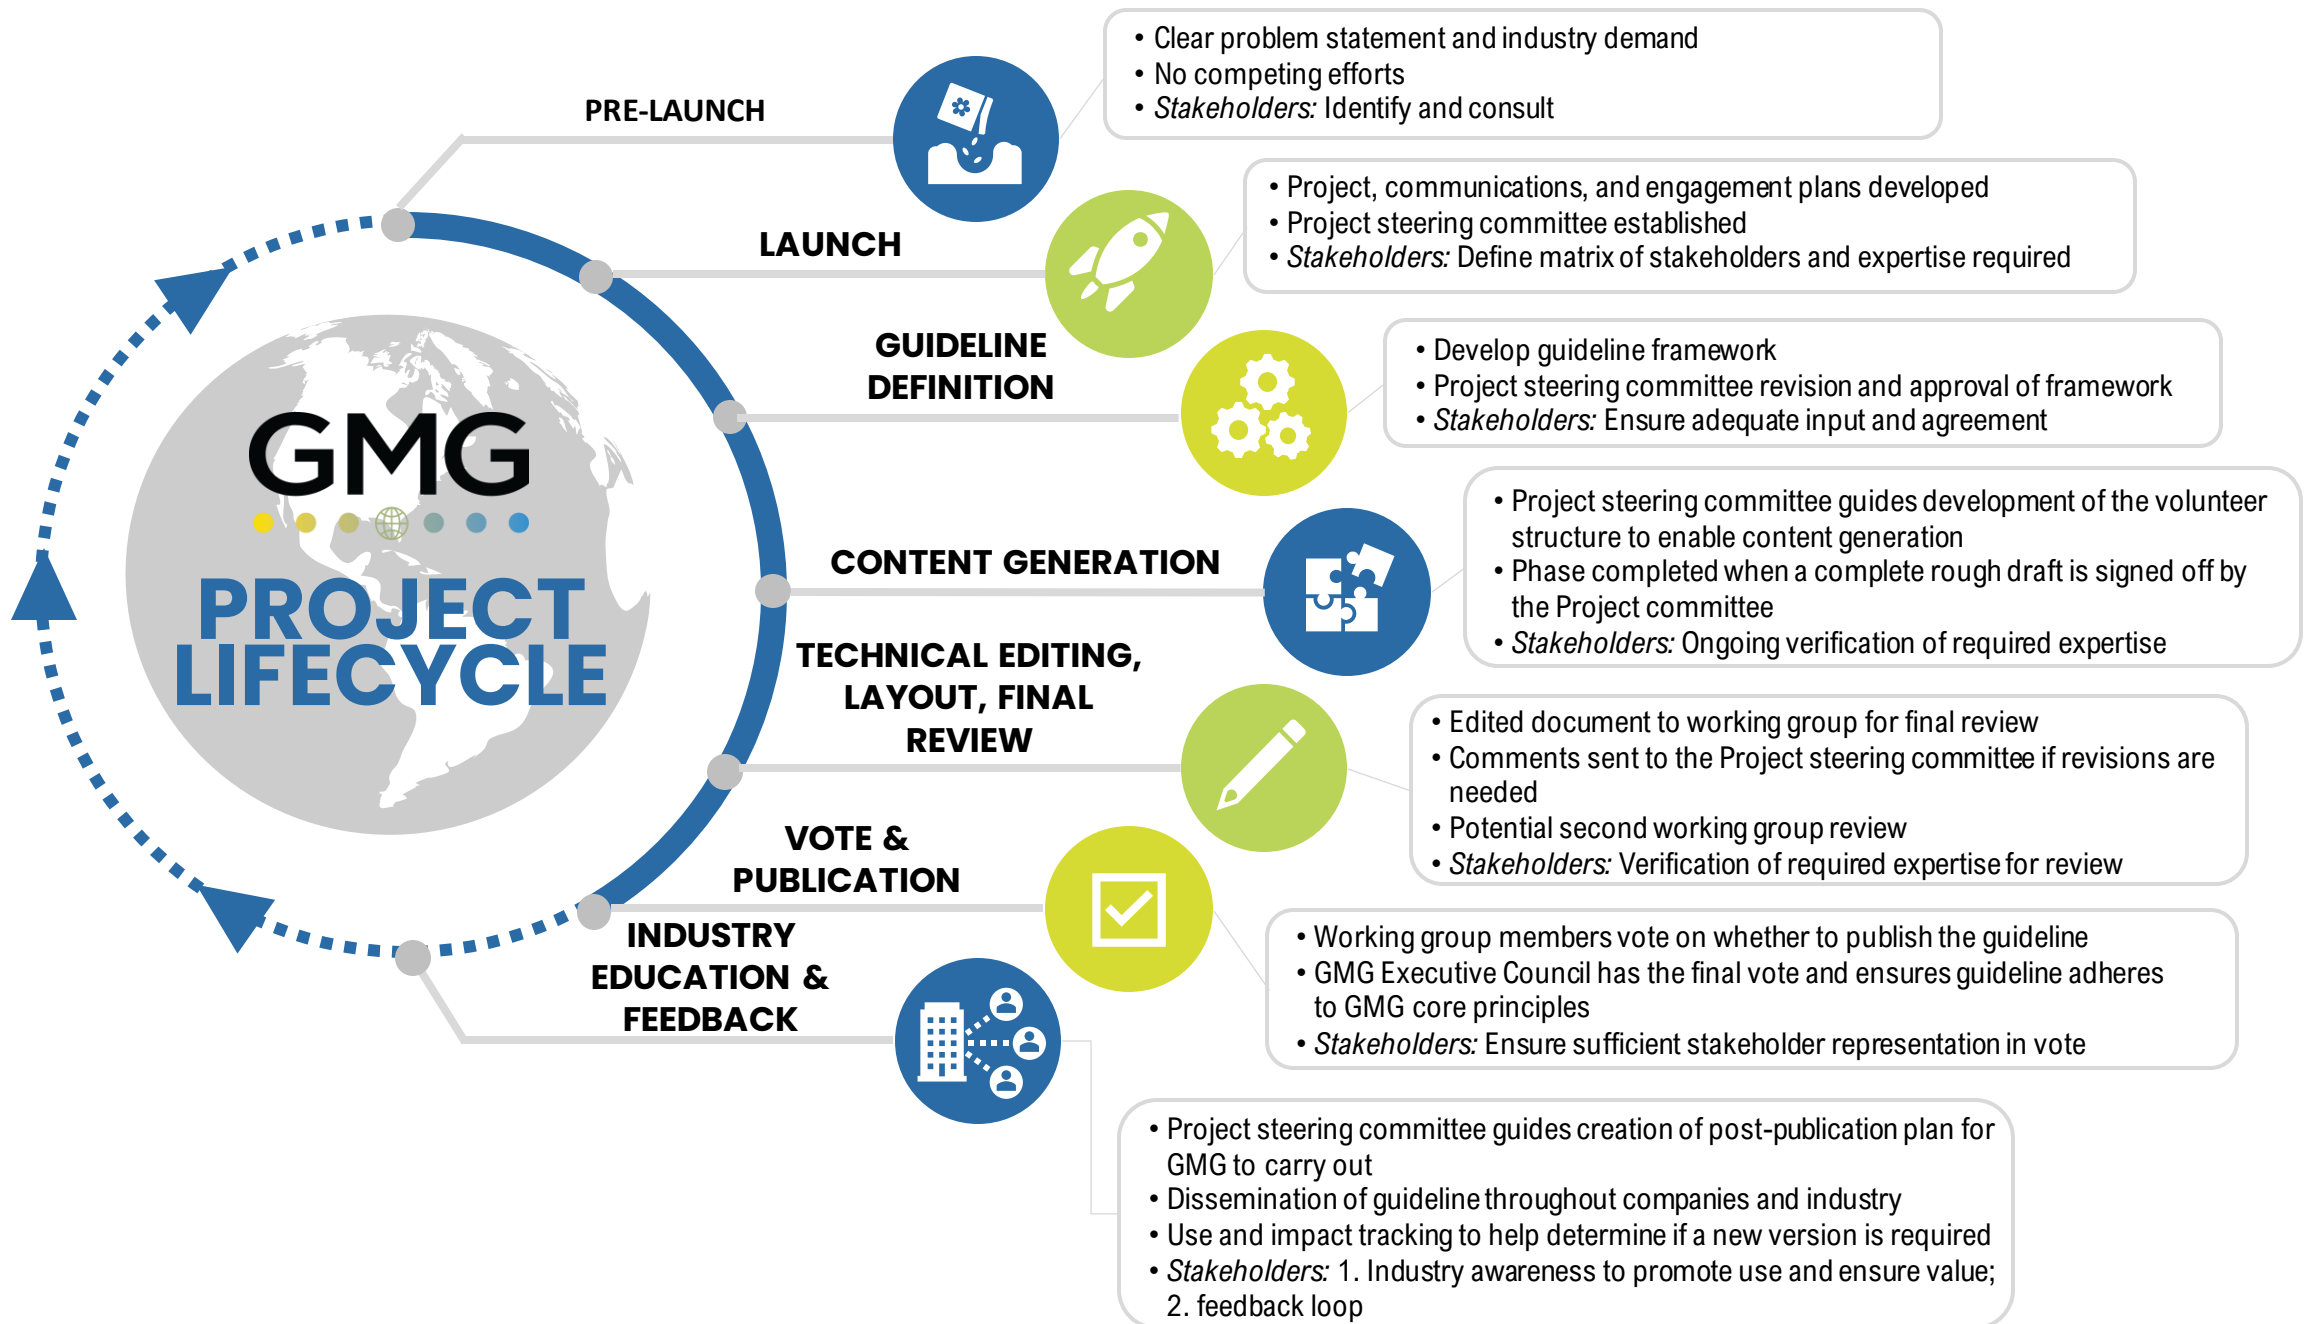 PRE-LAUNCH
• Clear problem statement and industry demand
• No competing efforts
• Stakeholders: Identify and consult
LAUNCH
• Project, communications, and engagement plans developed
• Project steering committee established
• Stakeholders: Define matrix of stakeholders and expertise required
GUIDELINE
DEFINITION
• Develop guideline framework
• Project steering committee revision and approval of framework
• Stakeholders: Ensure adequate input and agreement
GMG
PROJECT
LIFECYCLE
CONTENT GENERATION
• Project steering committee guides development of the volunteer
structure to enable content generation
• Phase completed when a complete rough draft is signed off by
the Project committee
• Stakeholders: Ongoing verification of required expertise
TECHNICAL EDITING,
LAYOUT, FINAL
REVIEW
• Edited document to working group for final review
• Comments sent to the Project steering committee if revisions are
needed
• Potential second working group review
• Stakeholders: Verification of required expertise for review
VOTE &
PUBLICATION
• Working group members vote on whether to publish the guideline
• GMG Executive Council has the final vote and ensures guideline adheres
to GMG core principles
• Stakeholders: Ensure sufficient stakeholder representation in vote
INDUSTRY
EDUCATION &
FEEDBACK
• Project steering committee guides creation of post-publication plan for
GMG to carry out
• Dissemination of guideline throughout companies and industry
• Use and impact tracking to help determine if a new version is required
• Stakeholders: 1. Industry awareness to promote use and ensure value;
2. feedback loop